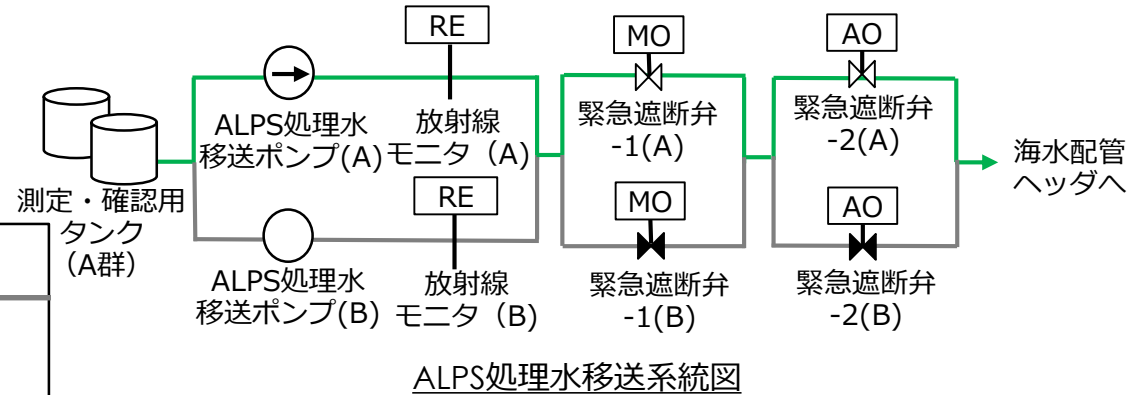 RE
MO
AO
ALPS処理水
移送ポンプ(A)
放射線
モニタ（A)
緊急遮断弁
-1(A)
緊急遮断弁
-2(A)
海水配管
ヘッダへ
測定・確認用
タンク
（A群）
RE
MO
AO
ALPS処理水
移送ポンプ(B)
放射線
モニタ（B)
緊急遮断弁
-1(B)
緊急遮断弁
-2(B)
ALPS処理水移送系統図